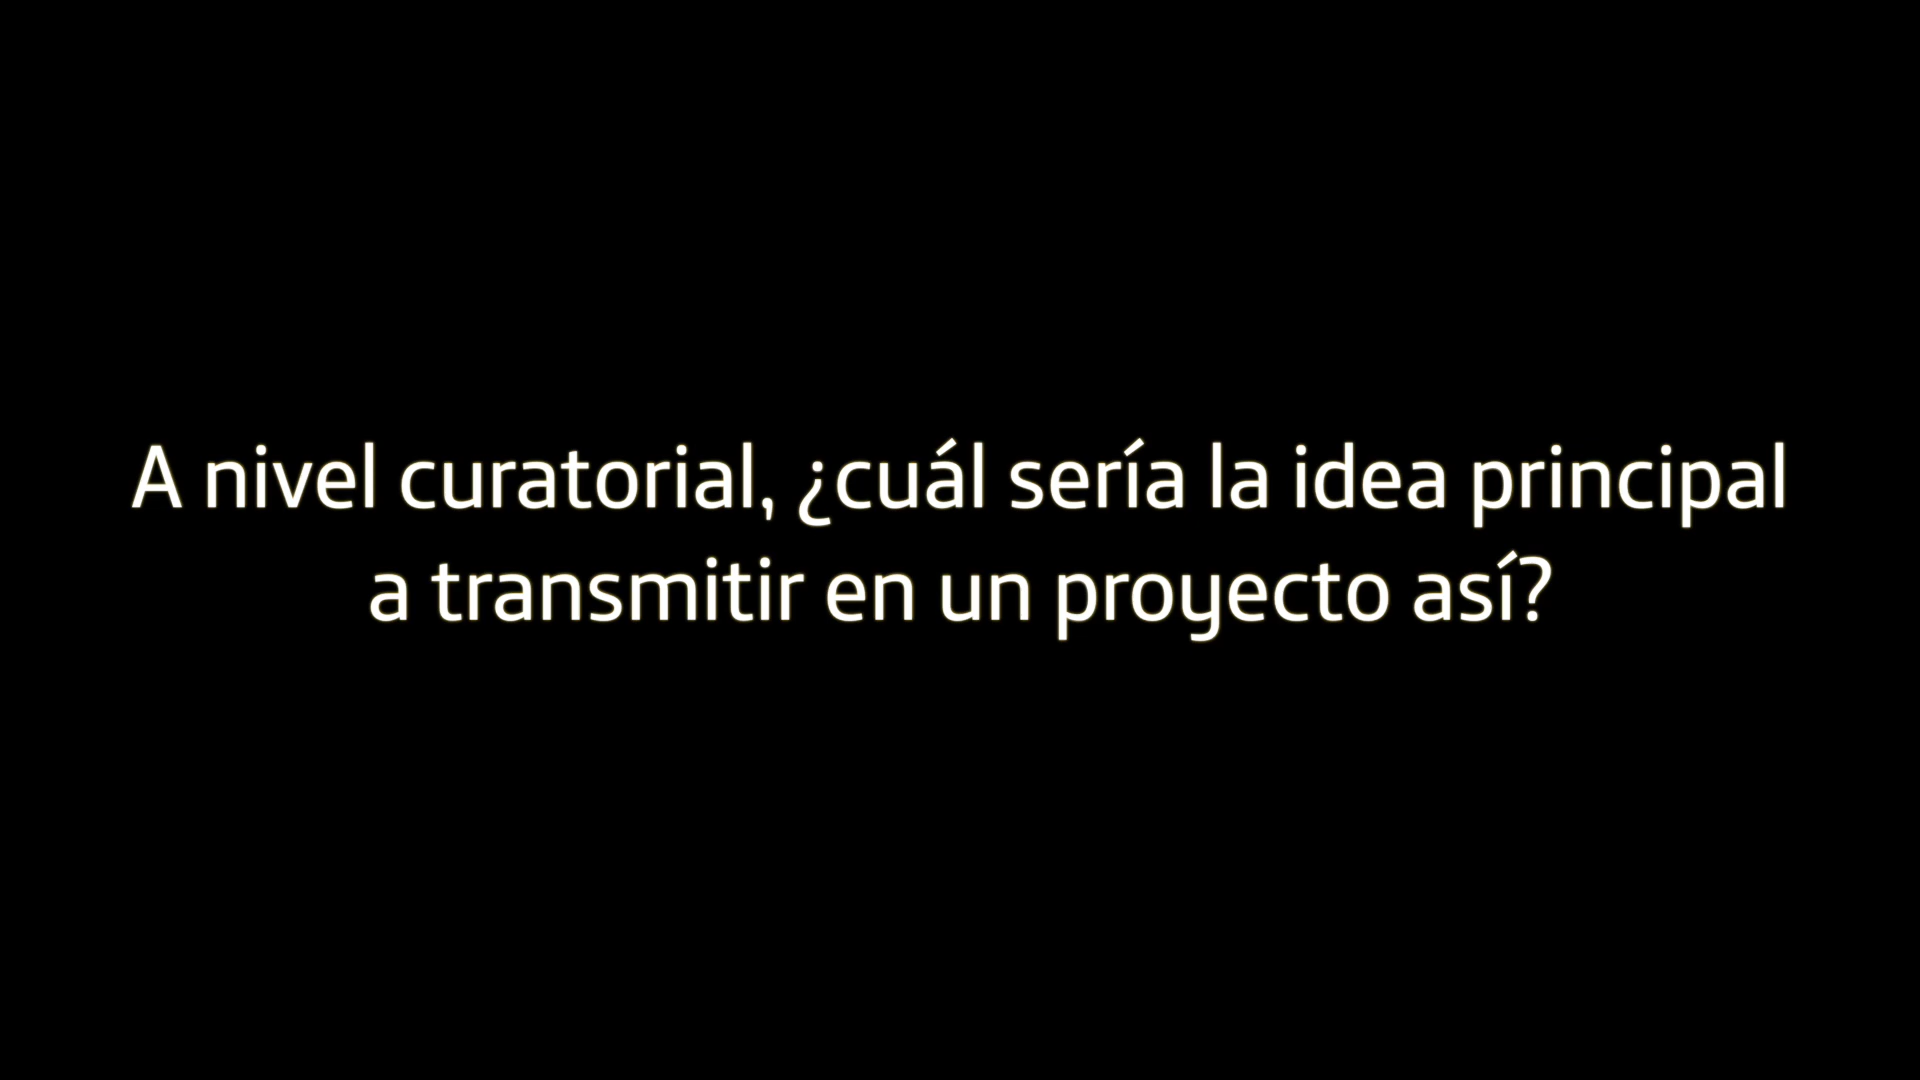 A nivel curatorial, ¿cuál sería la idea principal
a transmitir en un proyecto así?